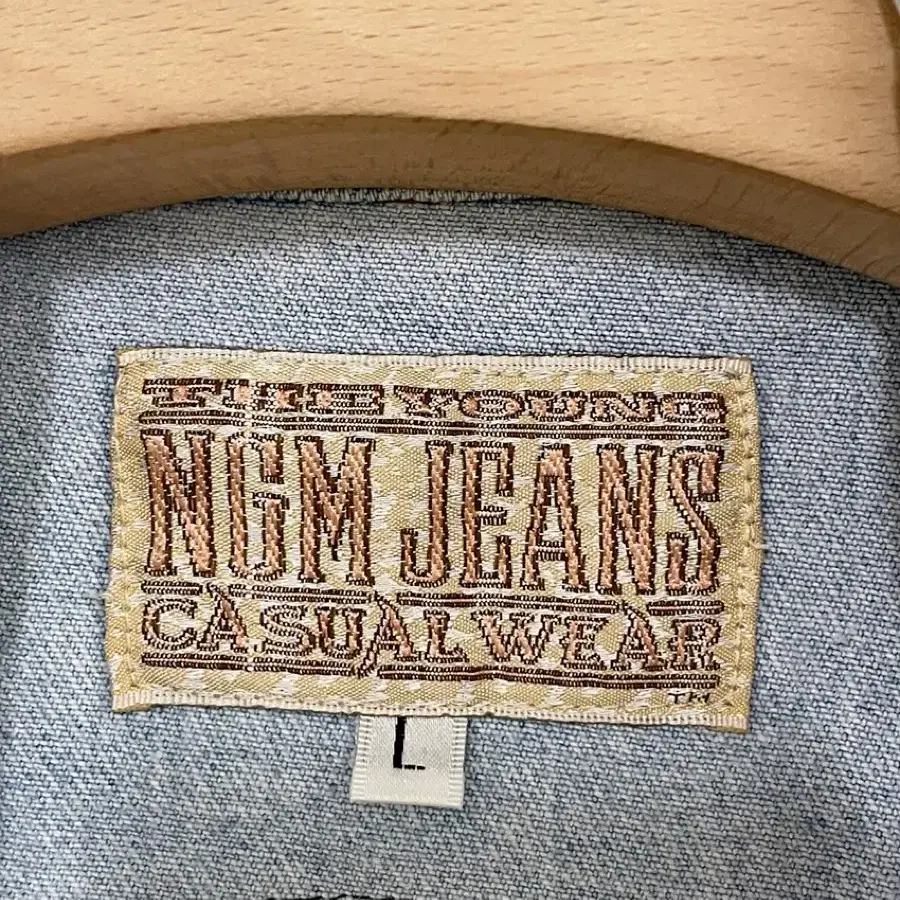 THE YOUNG
NGM JEANS
CASUAL WEAR
TM
L